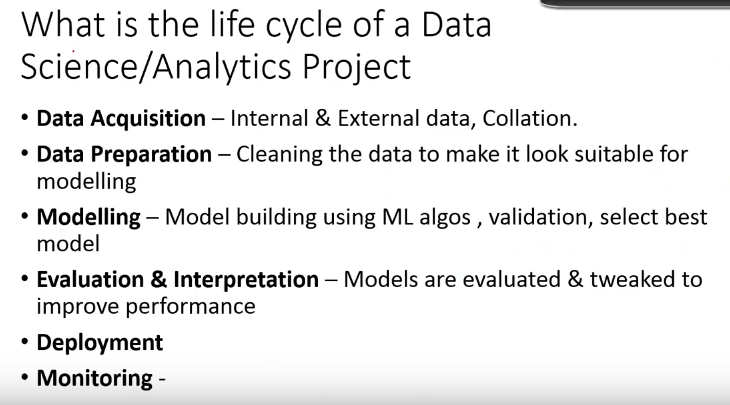 What is the life cycle of a Data
Science/Analytics Project
• Data Acquisition – Internal & External data, Collation.
• Data Preparation – Cleaning the data to make it look suitable for
modelling
• Modelling – Model building using ML algos , validation, select best
model
• Evaluation & Interpretation – Models are evaluated & tweaked to
improve performance
• Deployment
• Monitoring -